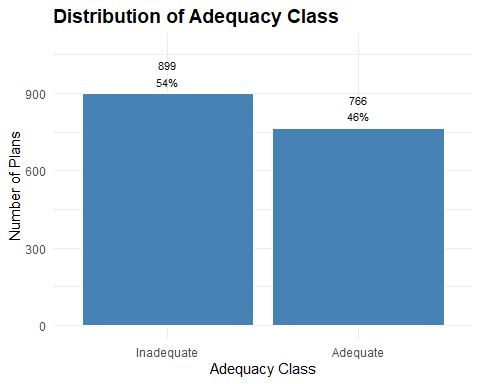 Distribution of Adequacy Class
Number of Plans
900
600
300
0
899
54%
766
46%
Inadequate
Adequate
Adequacy Class